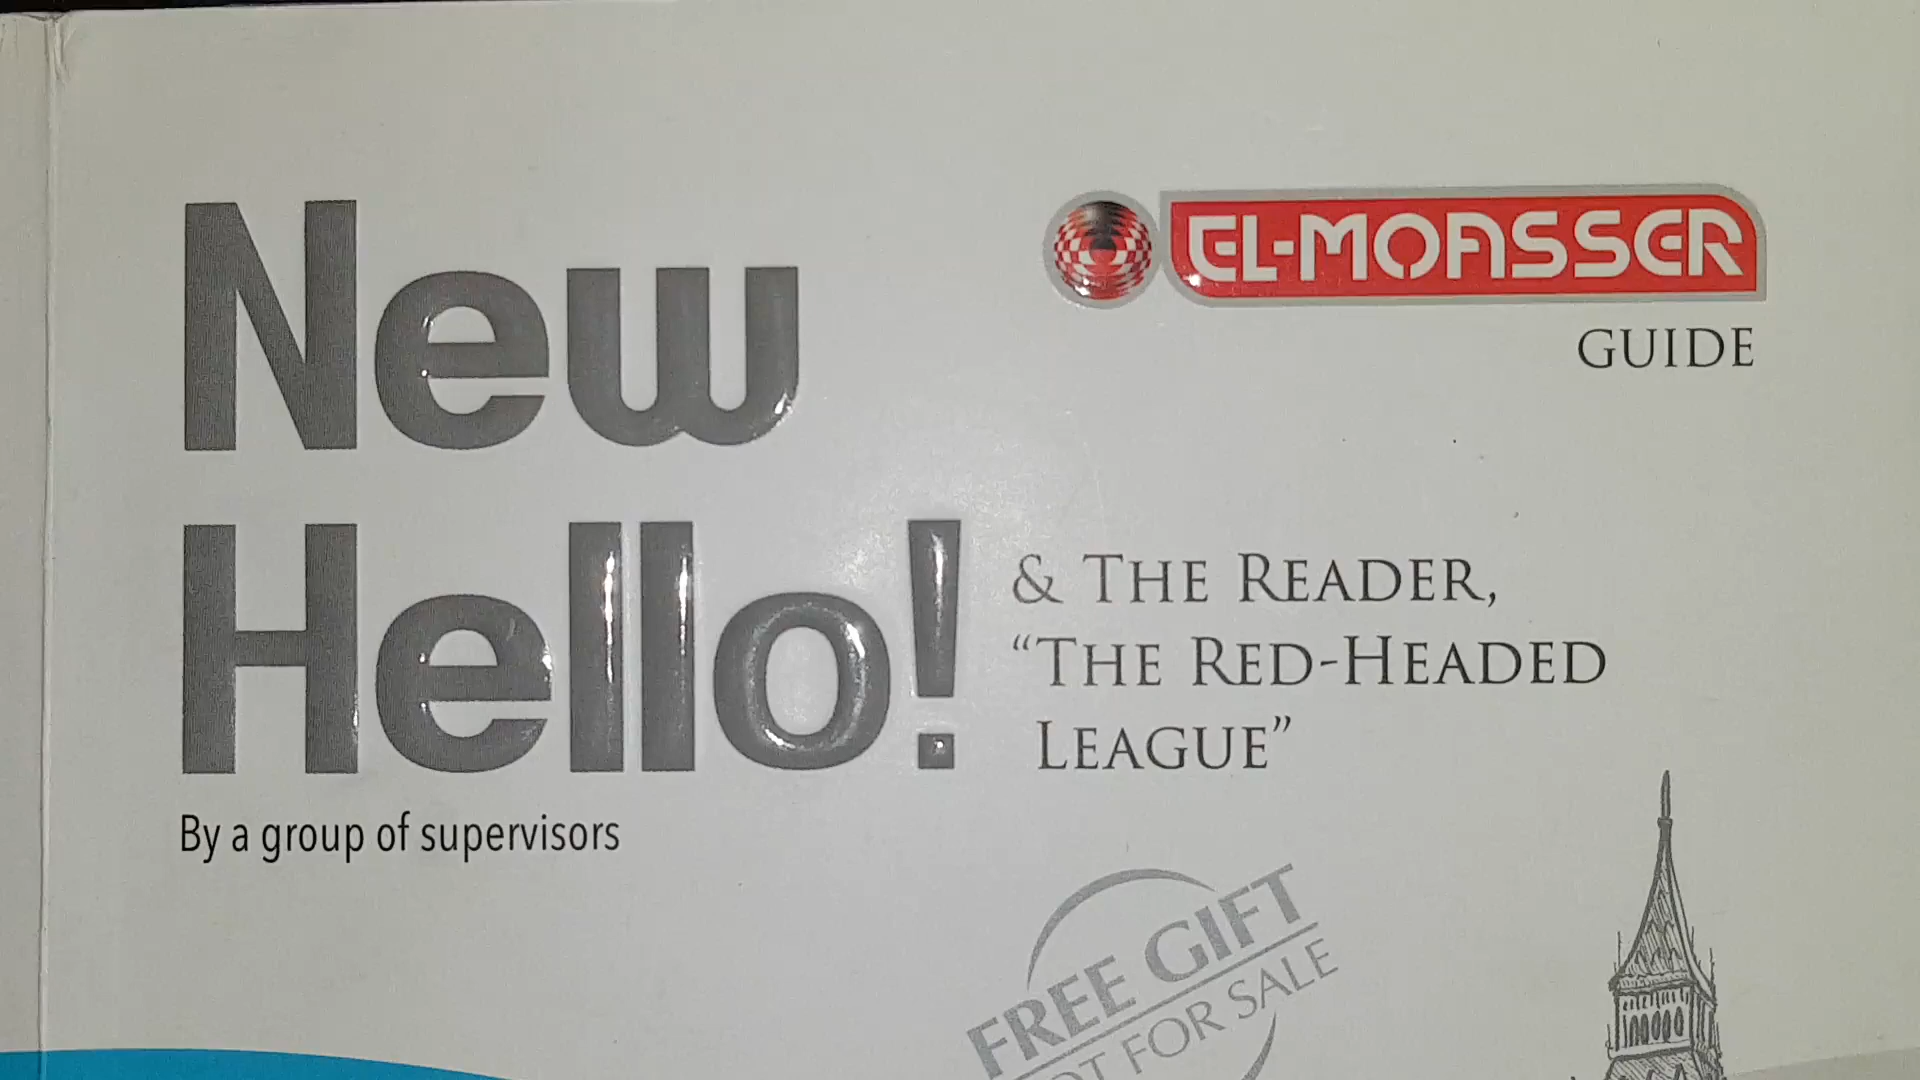 New
Hello!
By a group of supervisors
EL-MOASSER
GUIDE
& THE READER,
"THE RED-HEADED
LEAGUE"
FREE GIFT
FOR SALE